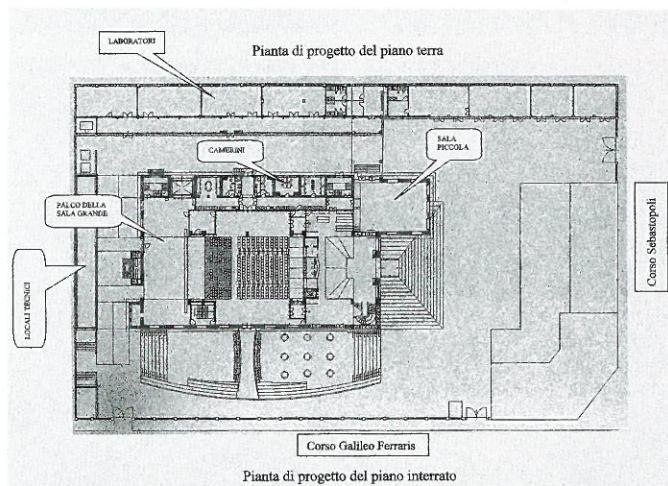 LABORATORI
Pianta di progetto del piano terra
CAMERINI
SALA
PICCOLA
PALCO DELLA
SALA GRANDE
LOCALI TECNICI
Corso Sebastopoli
Corso Galileo Ferraris
Pianta di progetto del piano interrato